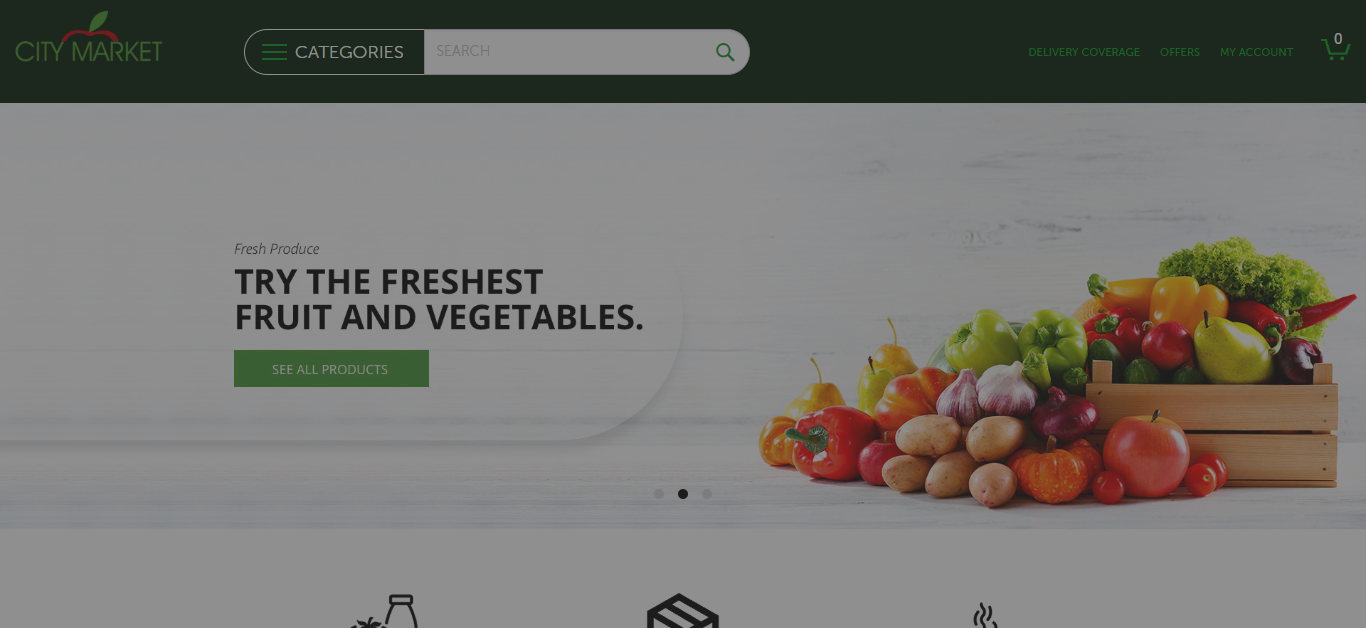 CITY MARKET
CATEGORIES
SEARCH
DELIVERY COVERAGE
OFFERS
MY ACCOUNT
0
Fresh Produce
TRY THE FRESHEST
FRUIT AND VEGETABLES.
SEE ALL PRODUCTS